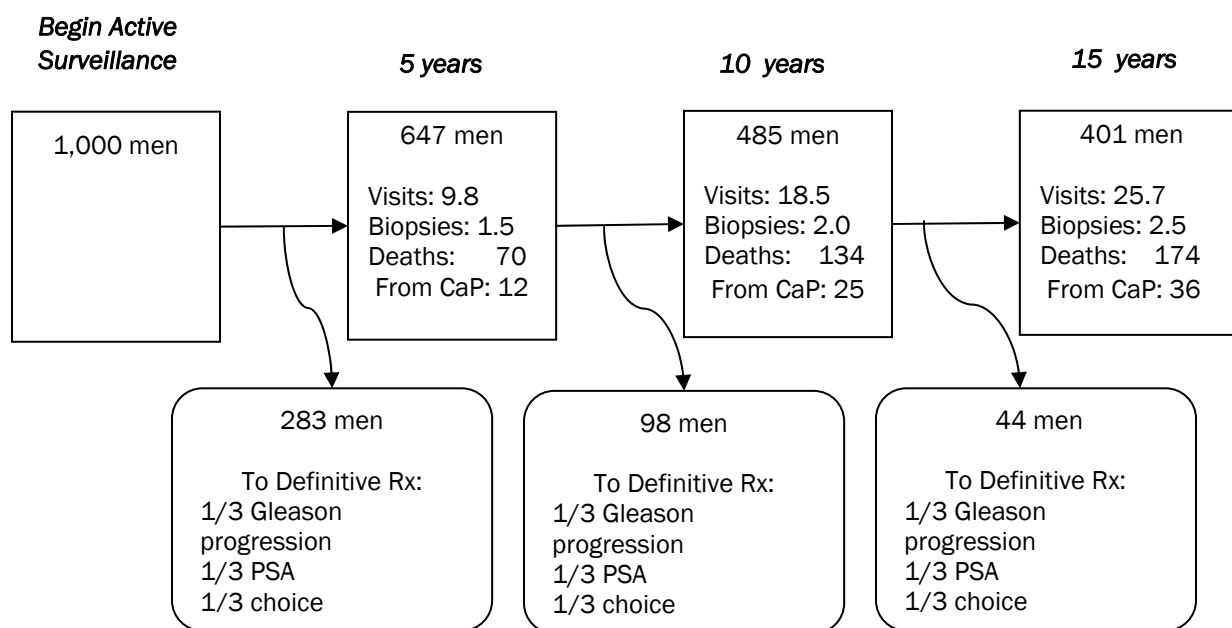 Begin Active
Surveillance
5 years
10 years
15 years
1,000 men
647 men
Visits: 9.8
Biopsies: 1.5
Deaths: 70
From CaP: 12
485 men
Visits: 18.5
Biopsies: 2.0
Deaths: 134
From CaP: 25
401 men
Visits: 25.7
Biopsies: 2.5
Deaths: 174
From CaP: 36
283 men
To Definitive Rx:
1/3 Gleason
progression
1/3 PSA
1/3 choice
98 men
To Definitive Rx:
1/3 Gleason
progression
1/3 PSA
1/3 choice
44 men
To Definitive Rx:
1/3 Gleason
progression
1/3 PSA
1/3 choice